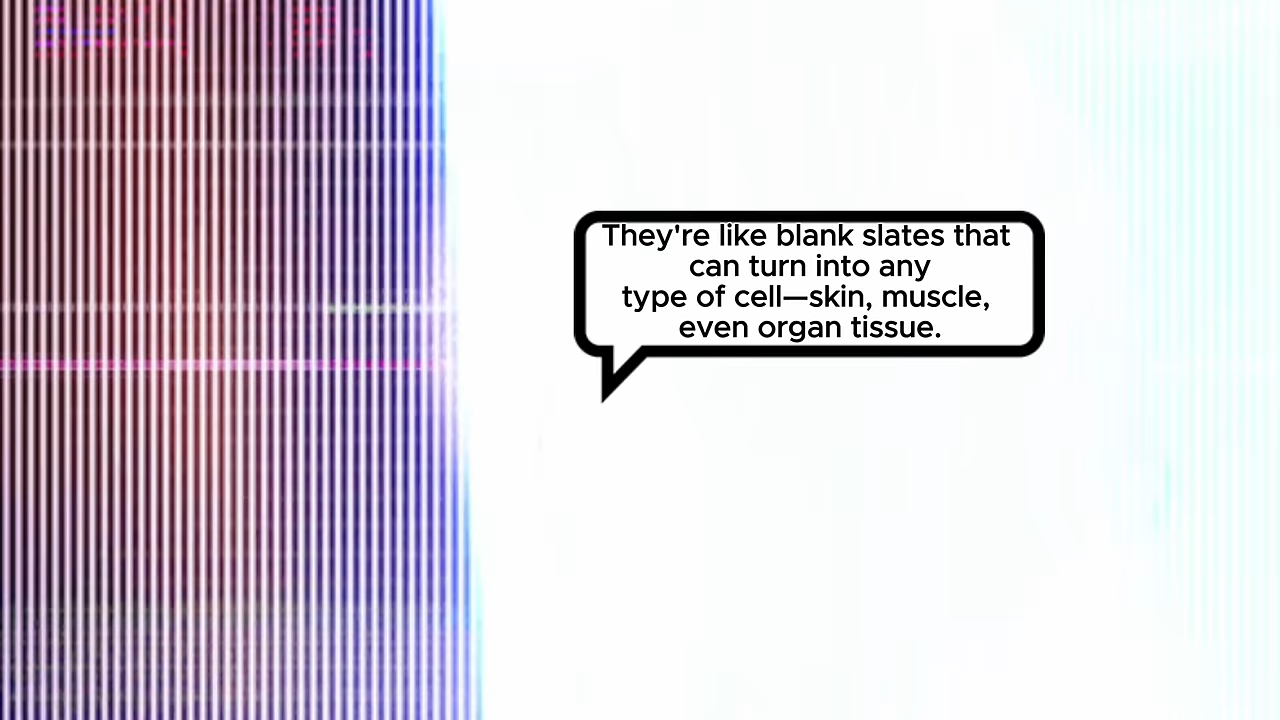 They're like blank slates that
can turn into any
type of cell—skin, muscle,
even organ tissue.